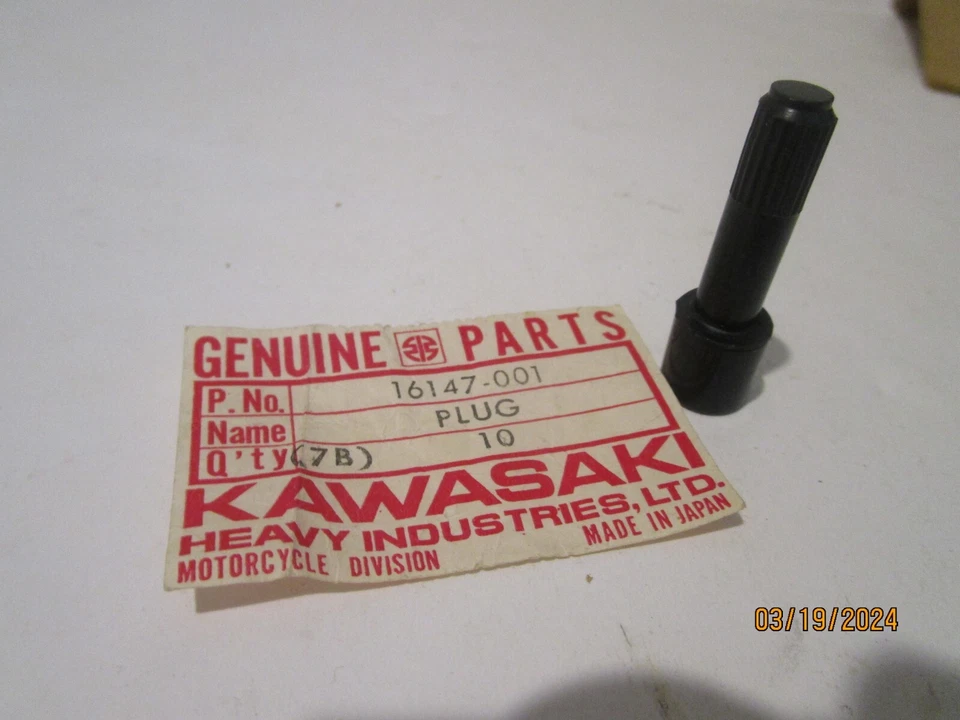 GENUINE PARTS
P. No. 16147-001
Name PLUG
Q'ty (7B) 10
KAWASAKI
HEAVY INDUSTRIES, LTD.
MOTORCYCLE DIVISION MADE IN JAPAN
03/19/2024